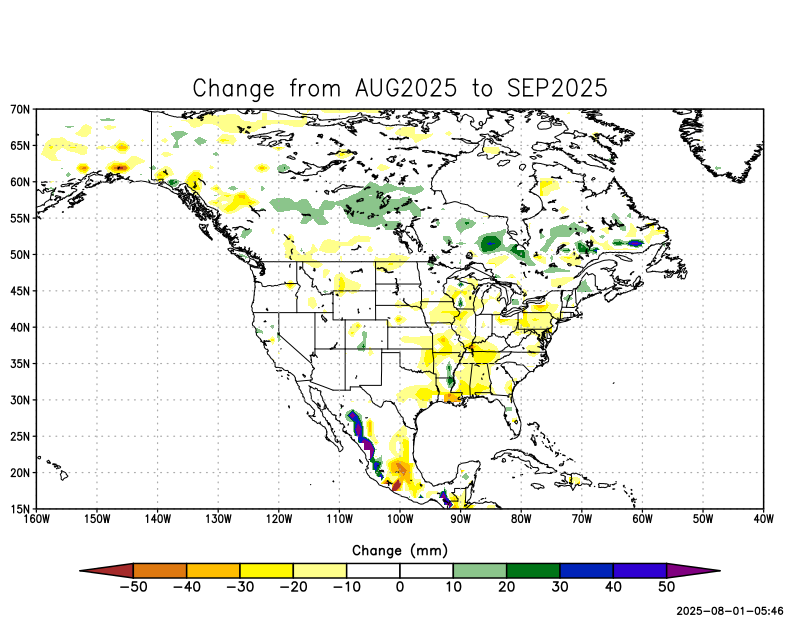 Change from AUG2025 to SEP2025
70N
65N
60N
55N
50N
45N
40N
35N
30N
25N
20N
15N
160W 150W 140W 130W 120W 110W 100W 90W 80W 70W 60W 50W 40W
Change (mm)
−50 −40 −30 −20 −10 0 10 20 30 40 50
2025-08-01-05:46